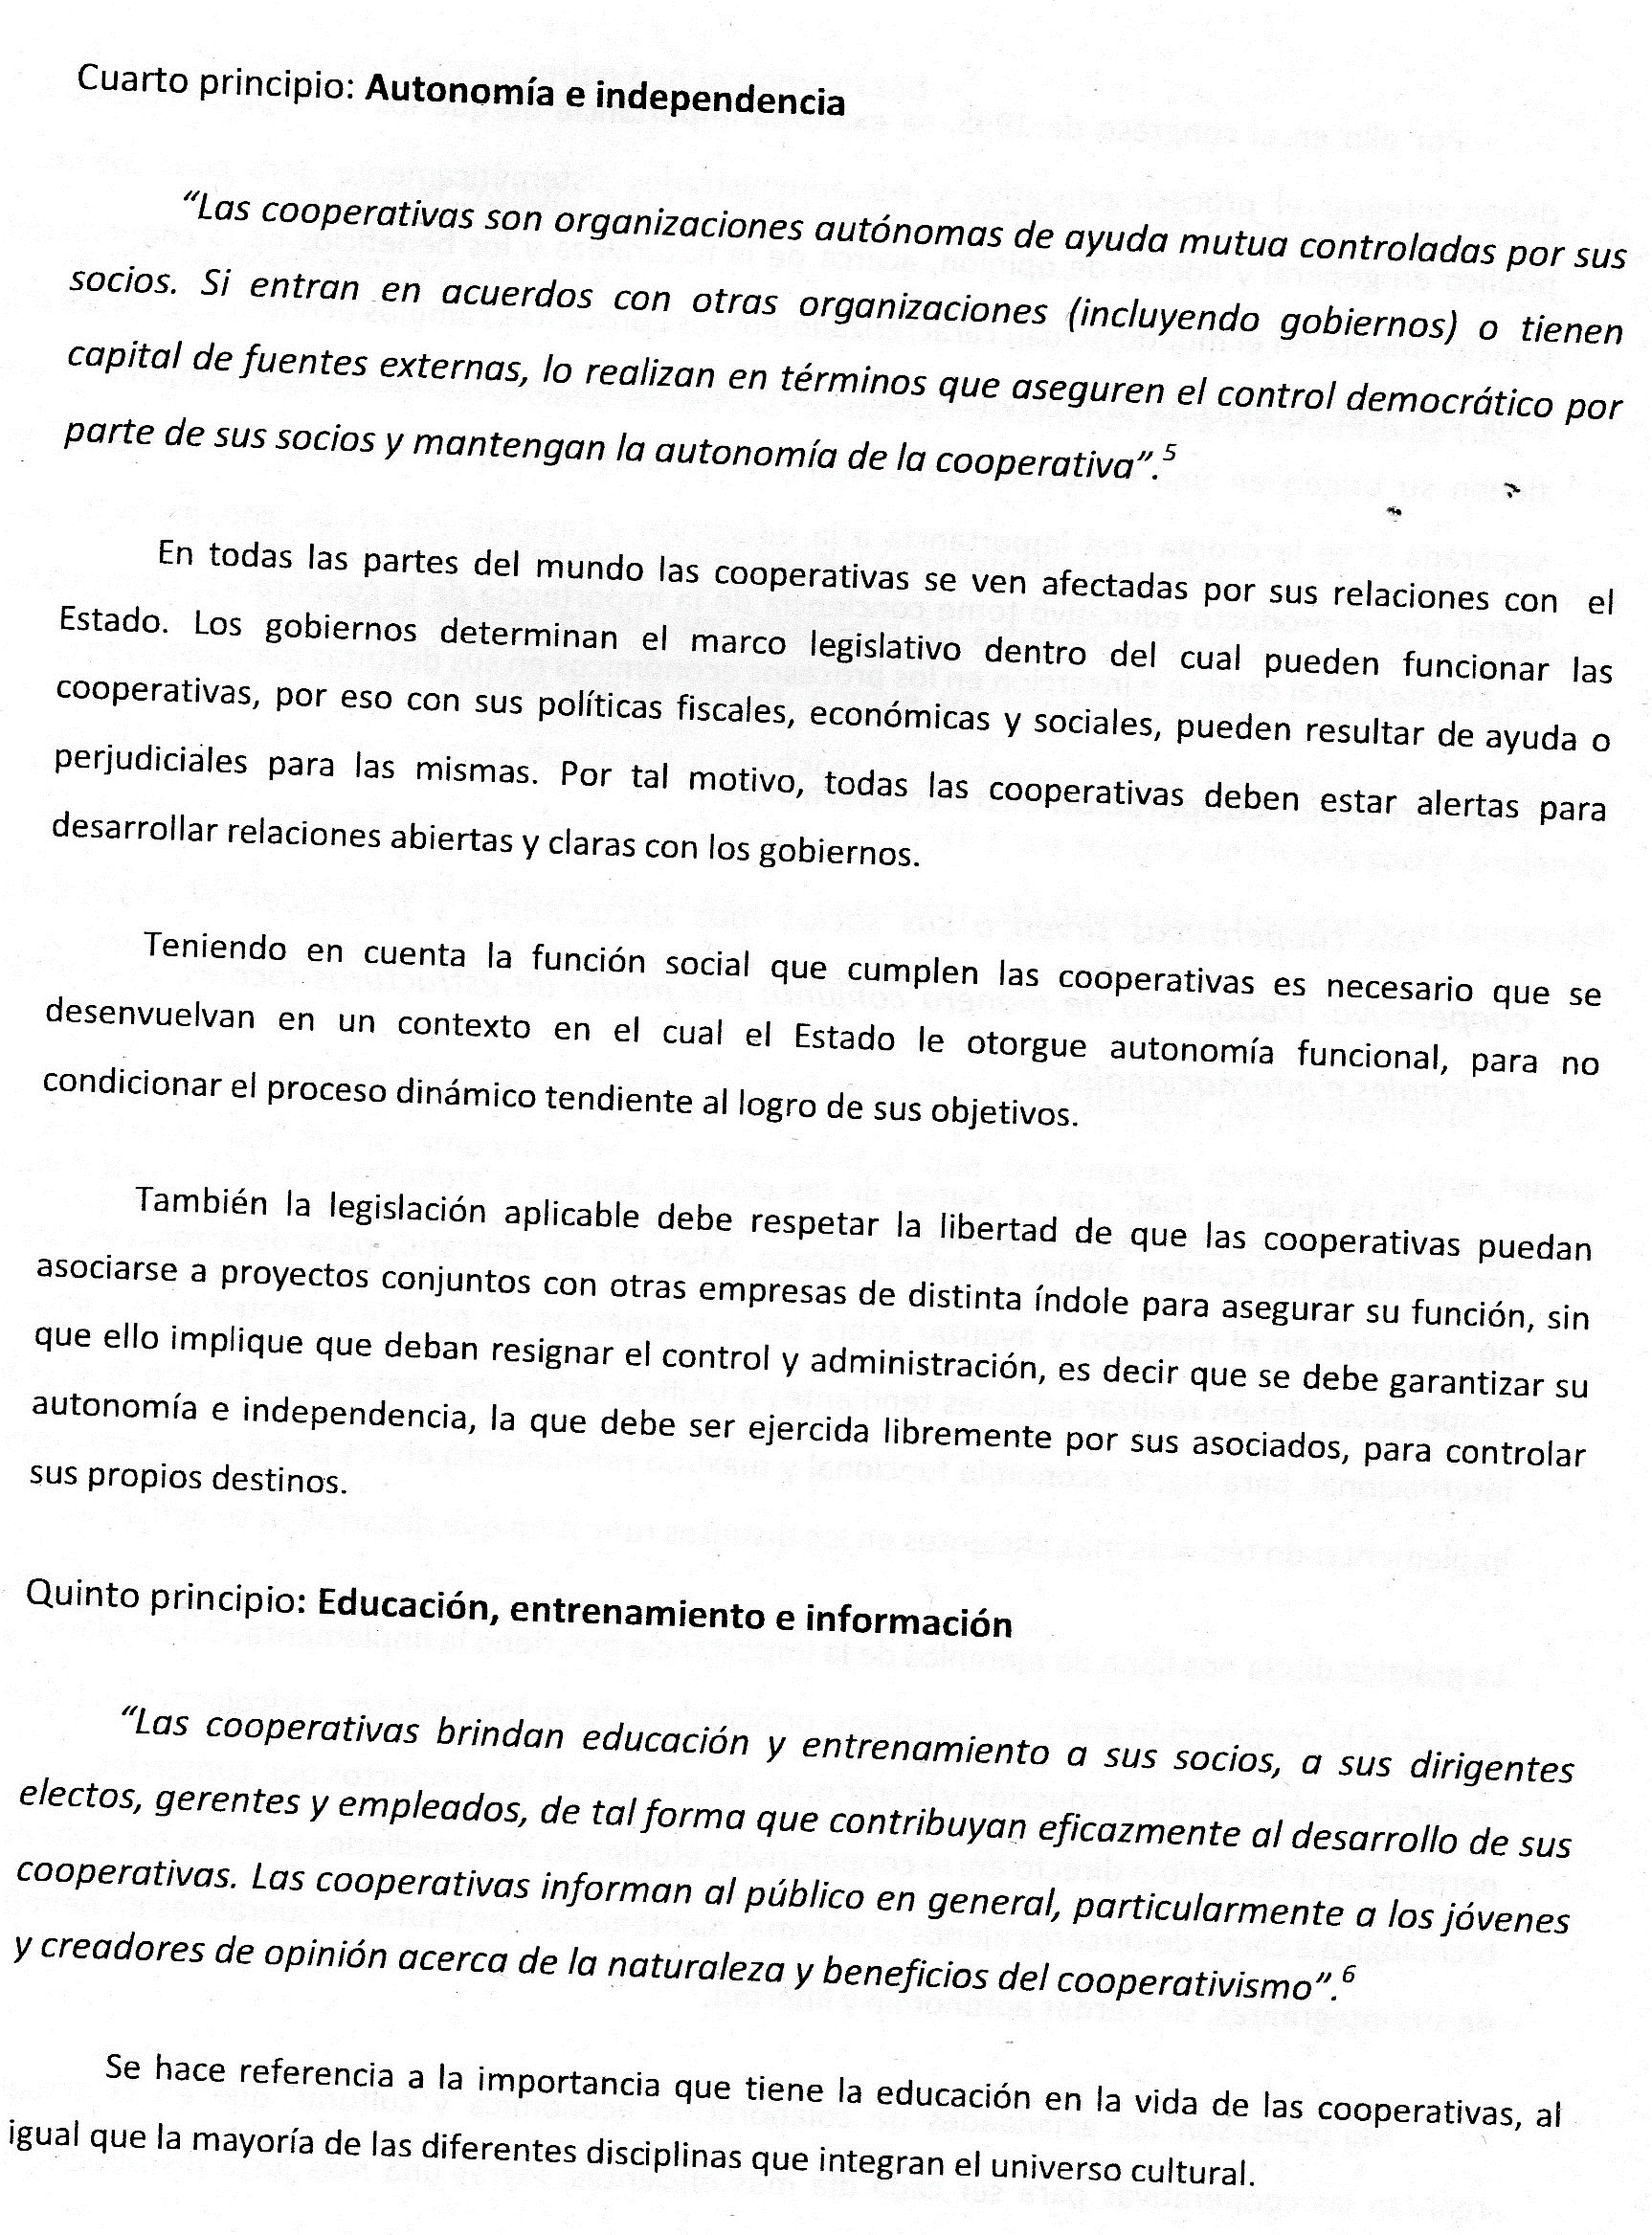 Cuarto principio: Autonomía e independencia
“Las cooperativas son organizaciones autónomas de ayuda mutua controladas por sus
socios. Si entran en acuerdos con otras organizaciones (incluyendo gobiernos) o tienen
capital de fuentes externas, lo realizan en términos que aseguren el control democrático por
parte de sus socios y mantengan la autonomía de la cooperativa”.5
En todas las partes del mundo las cooperativas se ven afectadas por sus relaciones con el
Estado. Los gobiernos determinan el marco legislativo dentro del cual pueden funcionar las
cooperativas, por eso con sus políticas fiscales, económicas y sociales, pueden resultar de ayuda o
perjudiciales para las mismas. Por tal motivo, todas las cooperativas deben estar alertas para
desarrollar relaciones abiertas y claras con los gobiernos.
Teniendo en cuenta la función social que cumplen las cooperativas es necesario que se
desenvuelvan en un contexto en el cual el Estado le otorgue autonomía funcional, para no
condicionar el proceso dinámico tendiente al logro de sus objetivos.
También la legislación aplicable debe respetar la libertad de que las cooperativas puedan
asociarse a proyectos conjuntos con otras empresas de distinta índole para asegurar su función, sin
que ello implique que deban resignar el control y administración, es decir que se debe garantizar su
autonomía e independencia, la que debe ser ejercida libremente por sus asociados, para controlar
sus propios destinos.
Quinto principio: Educación, entrenamiento e información
“Las cooperativas brindan educación y entrenamiento a sus socios, a sus dirigentes
electos, gerentes y empleados, de tal forma que contribuyan eficazmente al desarrollo de sus
cooperativas. Las cooperativas informan al público en general, particularmente a los jóvenes
y creadores de opinión acerca de la naturaleza y beneficios del cooperativismo”.6
Se hace referencia a la importancia que tiene la educación en la vida de las cooperativas, al
igual que la mayoría de las diferentes disciplinas que integran el universo cultural.